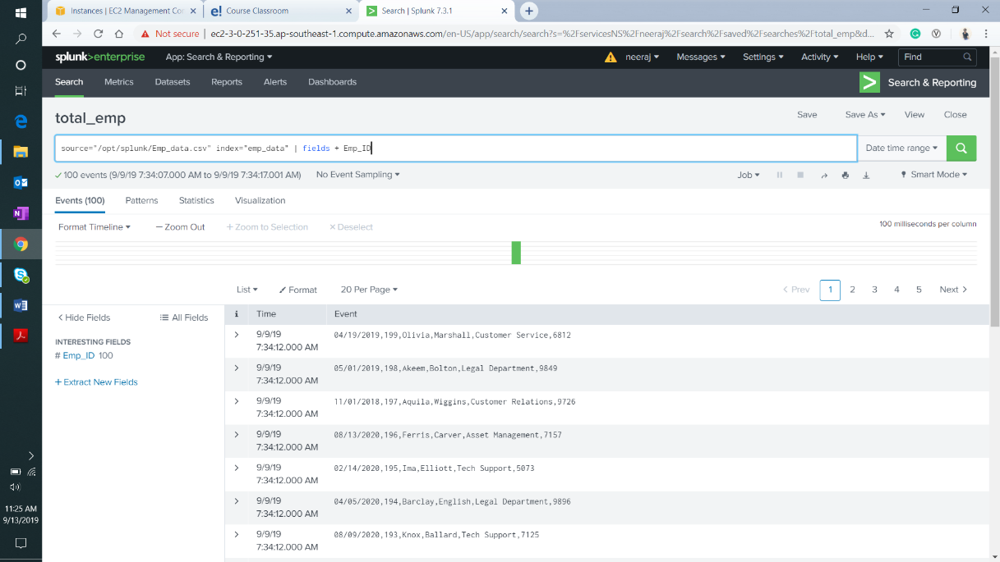 Instances | EC2 Management Co
Course Classroom
Search | Splunk 7.3.1
Not secure | ec2-3-0-251-35.ap-southeast-1.compute.amazonaws.com/en-US/app/search/search?s=%2FservicesNS%2Fneeraj%2Fsearch%2Fsaved%2Fsearches%2Ftotal_emp&d...
splunk>enterprise App: Search & Reporting neeraj Messages Settings Activity Help Find
Search Metrics Datasets Reports Alerts Dashboards Search & Reporting
total_emp Save Save As View Close
source="/opt/splunk/Emp_data.csv" index="emp_data" | fields + Emp_ID Date time range
✓ 100 events (9/9/19 7:34:07.000 AM to 9/9/19 7:34:17.001 AM) No Event Sampling Job Smart Mode
Events (100) Patterns Statistics Visualization
Format Timeline – Zoom Out + Zoom to Selection × Deselect 100 milliseconds per column
List Format 20 Per Page < Prev 1 2 3 4 5 Next >
< Hide Fields All Fields
INTERESTING FIELDS
# Emp_ID 100
+ Extract New Fields
i Time Event
> 9/9/19 04/19/2019,199,Olivia,Marshall,Customer Service,6812
7:34:12.000 AM
> 9/9/19 05/01/2019,198,Akeem,Bolton,Legal Department,9849
7:34:12.000 AM
> 9/9/19 11/01/2018,197,Aquila,Wiggins,Customer Relations,9726
7:34:12.000 AM
> 9/9/19 08/13/2020,196,Ferris,Carver,Asset Management,7157
7:34:12.000 AM
> 9/9/19 02/14/2020,195,Ima,Elliott,Tech Support,5073
7:34:12.000 AM
> 9/9/19 04/05/2020,194,Barclay,English,Legal Department,9896
7:34:12.000 AM
> 9/9/19 08/09/2020,193,Knox,Ballard,Tech Support,7125
7:34:12.000 AM
11:25 AM
9/13/2019